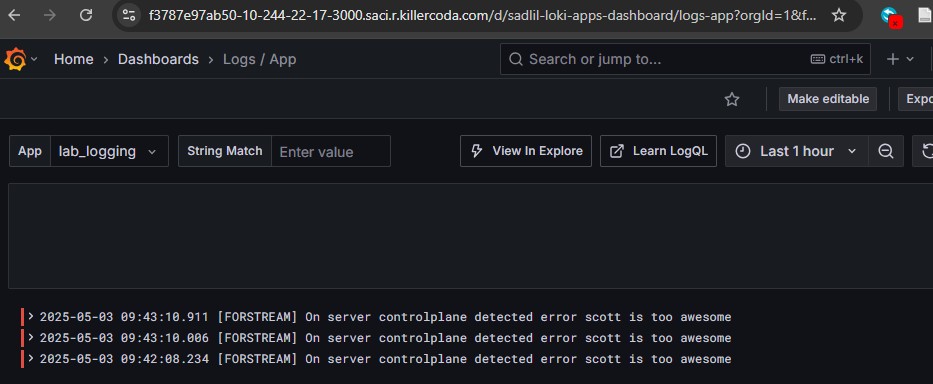 f3787e97ab50-10-244-22-17-3000.saci.r.killercoda.com/d/sadlil-loki-apps-dashboard/logs-app?orgId=1&f...
Home > Dashboards > Logs / App
Search or jump to...
ctrl+k
Make editable
Expo
App
lab_logging
String Match
Enter value
View In Explore
Learn LogQL
Last 1 hour
> 2025-05-03 09:43:10.911 [FORSTREAM] On server controlplane detected error scott is too awesome
> 2025-05-03 09:43:10.006 [FORSTREAM] On server controlplane detected error scott is too awesome
> 2025-05-03 09:42:08.234 [FORSTREAM] On server controlplane detected error scott is too awesome